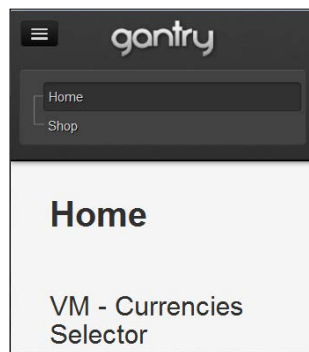 gantry
Home
Shop
Home
VM - Currencies
Selector